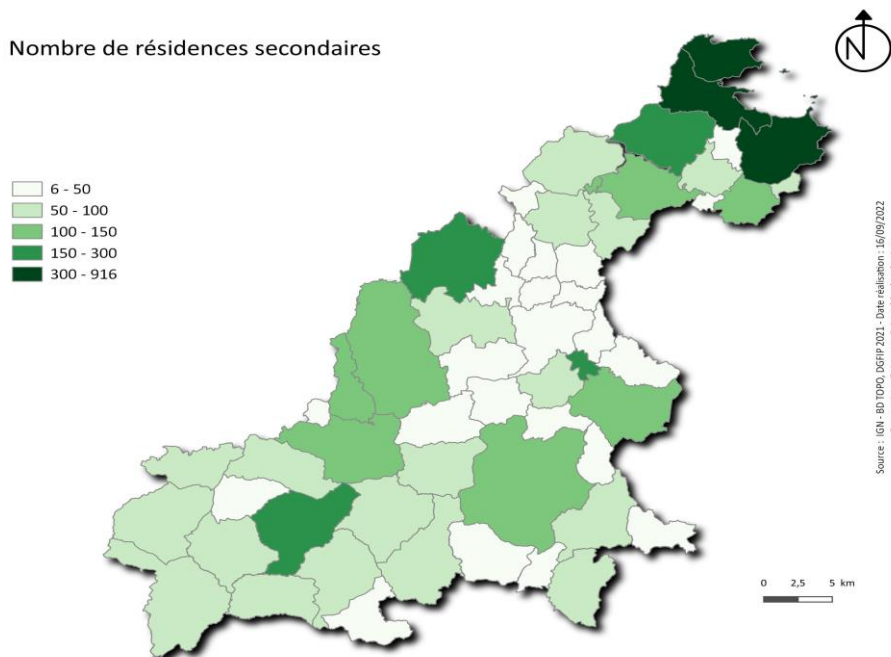 Nombre de résidences secondaires
N
6 - 50
50 - 100
100 - 150
150 - 300
300 - 916
0 2,5 5 km
Source : IGN - BD TOPO, DGFIP 2021 - Date réalisation : 16/09/2022